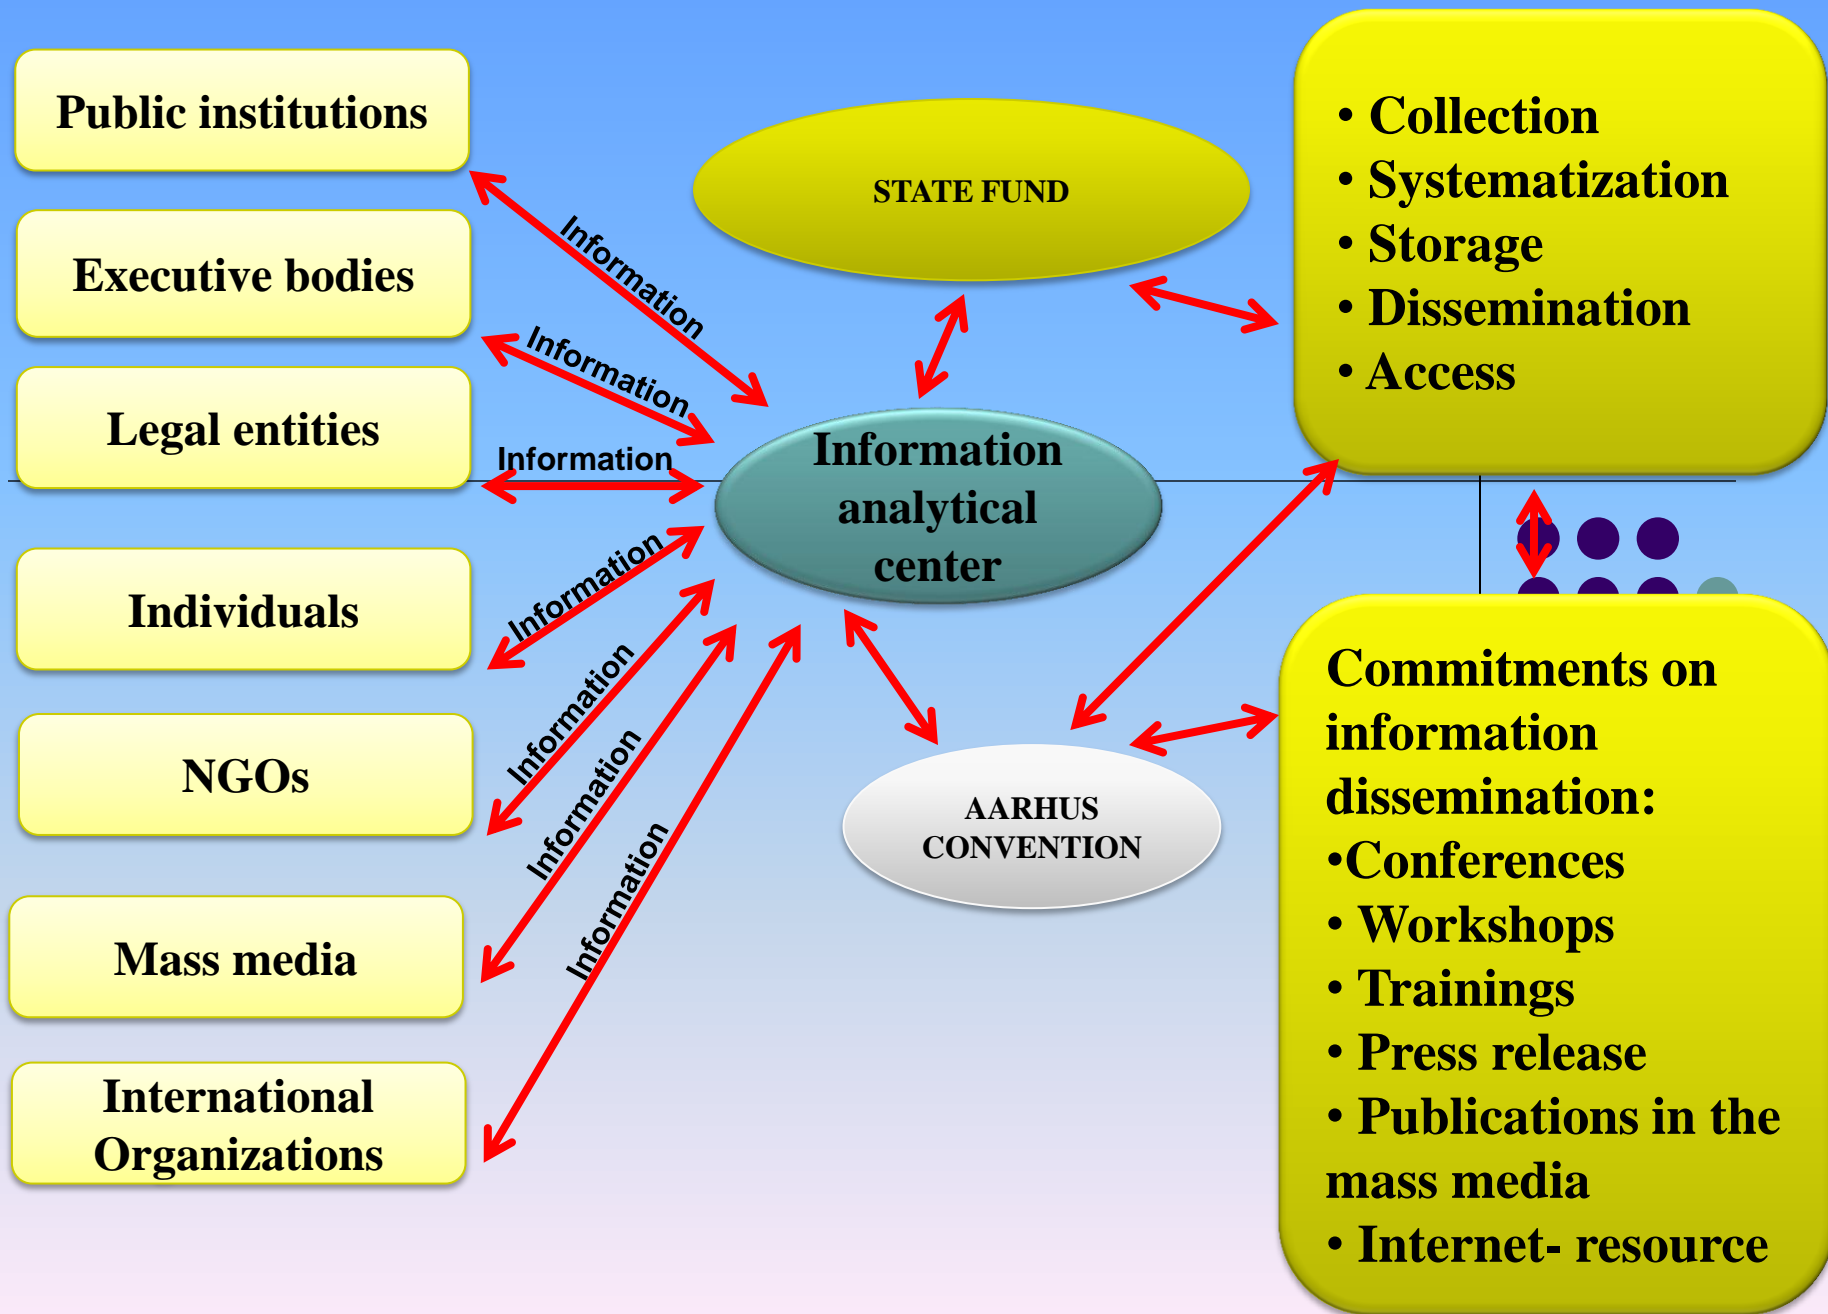 Public institutions
Executive bodies
Legal entities
Individuals
NGOs
Mass media
International
Organizations
Information
Information
Information
Information
Information
Information
Information
STATE FUND
Information
analytical
center
AARHUS
CONVENTION
• Collection
• Systematization
• Storage
• Dissemination
• Access
Commitments on
information
dissemination:
•Conferences
• Workshops
• Trainings
• Press release
• Publications in the
mass media
• Internet- resource